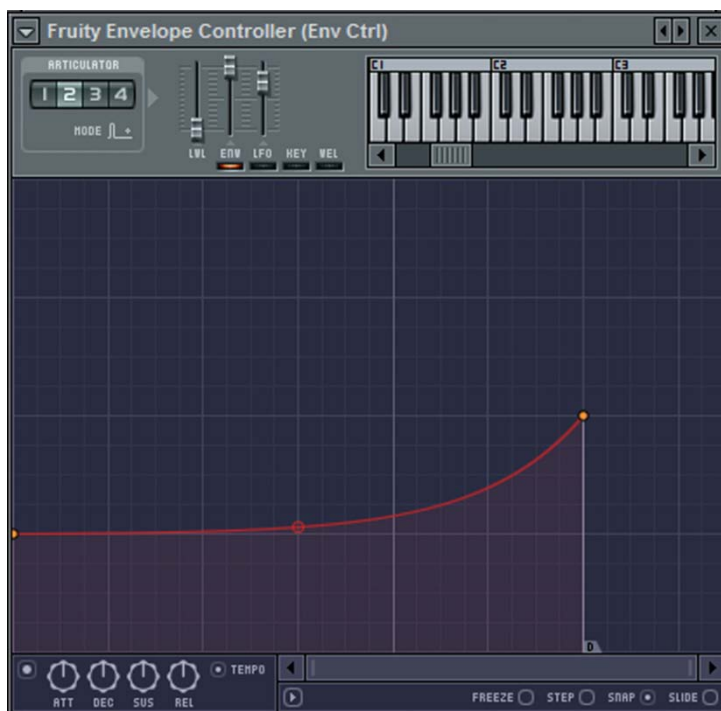 Fruity Envelope Controller (Env Ctrl)
ARTICULATOR
1 2 3 4
MODE
LVL ENV LFO KEY VEL
C1 C2 C3
D
TEMPO
ATT DEC SUS REL
FREEZE STEP SNAP SLIDE